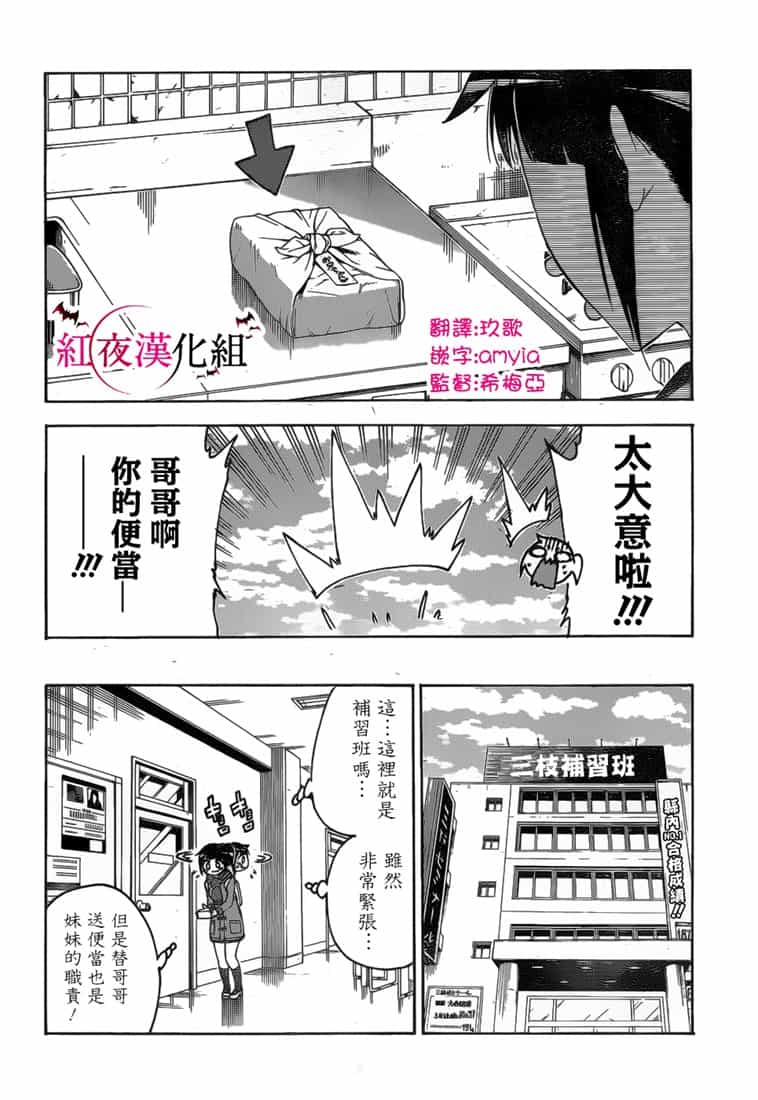 紅夜漢化組
翻譯:玖歌
嵌字:amyia
監督:希梅亞
太大意啦!!!
哥哥啊
你的便當——
!!!
三枝補習班
縣內
NO.1
合格成績!!
這…這裡就是
補習班嗎…
雖然
非常緊張…
但是替哥哥
送便當也是
妹妹的職責!